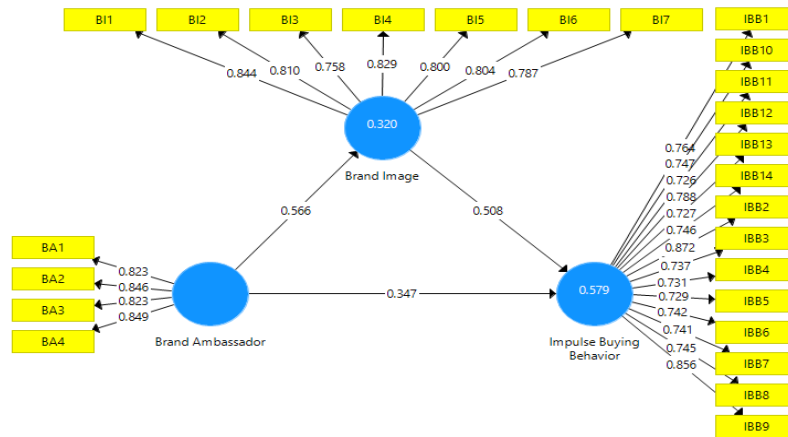 BI1 BI2 BI3 BI4 BI5 BI6 BI7
0.844 0.810 0.758 0.829 0.800 0.804 0.787
0.320
Brand Image
0.566
0.508
0.347
BA1
BA2
BA3
BA4
0.823
0.846
0.823
0.849
Brand Ambassador
0.579
Impulse Buying
Behavior
0.764
0.747
0.726
0.788
0.727
0.746
0.872
0.737
0.731
0.729
0.742
0.741
0.745
0.856
IBB1
IBB10
IBB11
IBB12
IBB13
IBB14
IBB2
IBB3
IBB4
IBB5
IBB6
IBB7
IBB8
IBB9